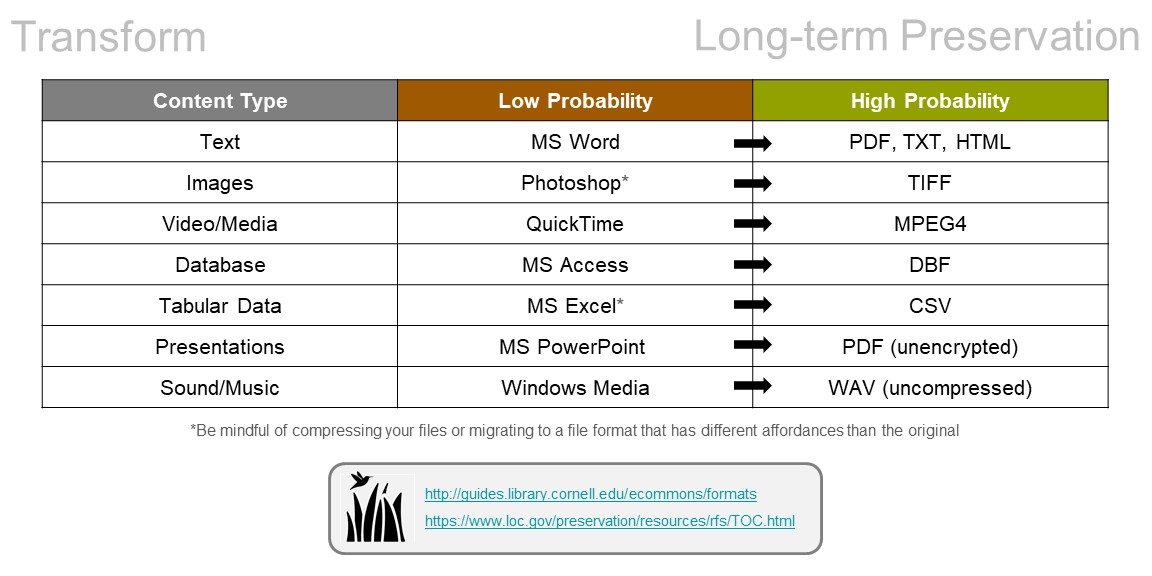 Transform
Long-term Preservation
Content Type Low Probability High Probability
Text MS Word PDF, TXT, HTML
Images Photoshop* TIFF
Video/Media QuickTime MPEG4
Database MS Access DBF
Tabular Data MS Excel* CSV
Presentations MS PowerPoint PDF (unencrypted)
Sound/Music Windows Media WAV (uncompressed)
*Be mindful of compressing your files or migrating to a file format that has different affordances than the original
http://guides.library.cornell.edu/ecommons/formats
https://www.loc.gov/preservation/resources/rfs/TOC.html